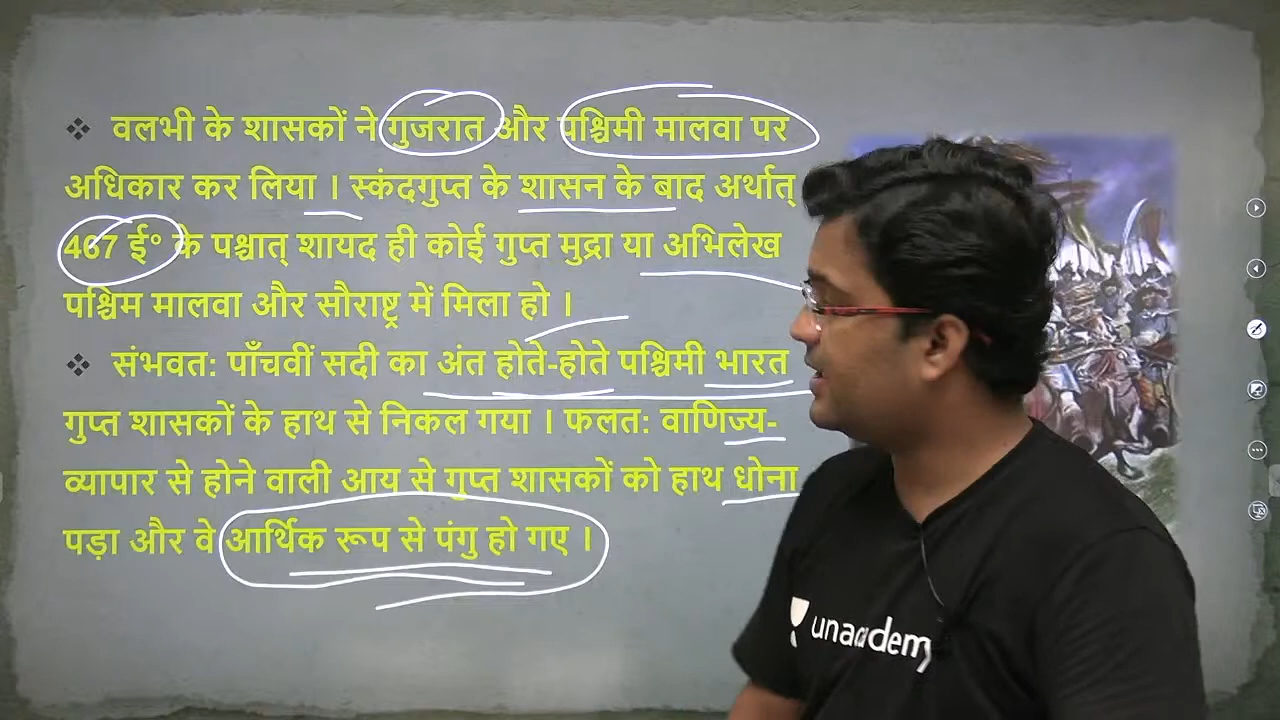 ❖ वलभी के शासकों ने गुजरात और पश्चिमी मालवा पर
अधिकार कर लिया । स्कंदगुप्त के शासन के बाद अर्थात्
467 ई° के पश्चात् शायद ही कोई गुप्त मुद्रा या अभिलेख
पश्चिम मालवा और सौराष्ट्र में मिला हो ।
❖ संभवत: पाँचवीं सदी का अंत होते-होते पश्चिमी भारत
गुप्त शासकों के हाथ से निकल गया । फलत: वाणिज्य-
व्यापार से होने वाली आय से गुप्त शासकों को हाथ धोना
पड़ा और वे आर्थिक रूप से पंगु हो गए ।
unacademy